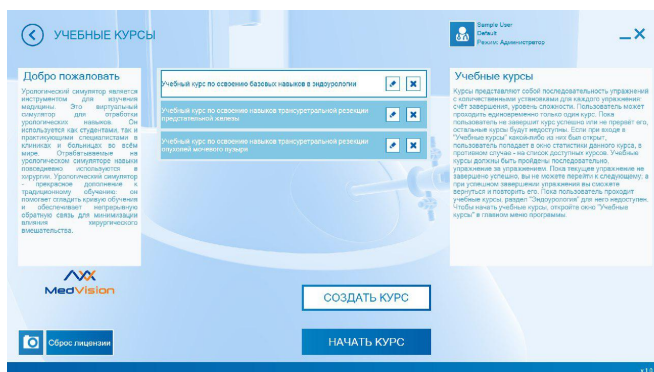 УЧЕБНЫЕ КУРСЫ
Sample User
Default
Режим: Администратор
Добро пожаловать
Урологический симулятор является
инструментом для изучения
медицины. Это виртуальный
симулятор для отработки
урологических навыков. Он
используется как студентами, так и
практикующими специалистами в
клиниках и больницах во всём
мире. Отрабатываемые на
урологическом симуляторе навыки
повседневно используются в
хирургии. Урологический симулятор
- прекрасное дополнение к
традиционному обучению: он
помогает сгладить кривую обучения
и обеспечивает непрерывную
обратную связь для минимизации
влияния хирургического
вмешательства.
MedVision
Сброс лицензии
Учебный курс по освоению базовых навыков в эндоурологии
Учебный курс по освоению навыков трансуретральной резекции
предстательной железы
Учебный курс по освоению навыков трансуретральной резекции
опухолей мочевого пузыря
СОЗДАТЬ КУРС
НАЧАТЬ КУРС
Учебные курсы
Курсы представляют собой последовательность упражнений
с количественными установками для каждого упражнения:
счёт завершения, уровень сложности. Пользователь может
проходить единовременно только один курс. Пока
пользователь не завершит курс успешно или не прервёт его,
остальные курсы будут недоступны. Если при входе в
"Учебные курсы" какой-либо из них был открыт,
пользователь попадает в окно статистики данного курса, в
противном случае - на список доступных курсов. Учебные
курсы должны быть пройдены последовательно,
упражнение за упражнением. Пока текущее упражнение не
завершено успешно, вы не можете перейти к следующему; а
при успешном завершении упражнения вы сможете
вернуться и повторить его. Пока пользователь проходит
учебные курсы, раздел "Эндоурология" для него недоступен.
Чтобы начать учебные курсы, откройте окно "Учебные
курсы" в главном меню программы.